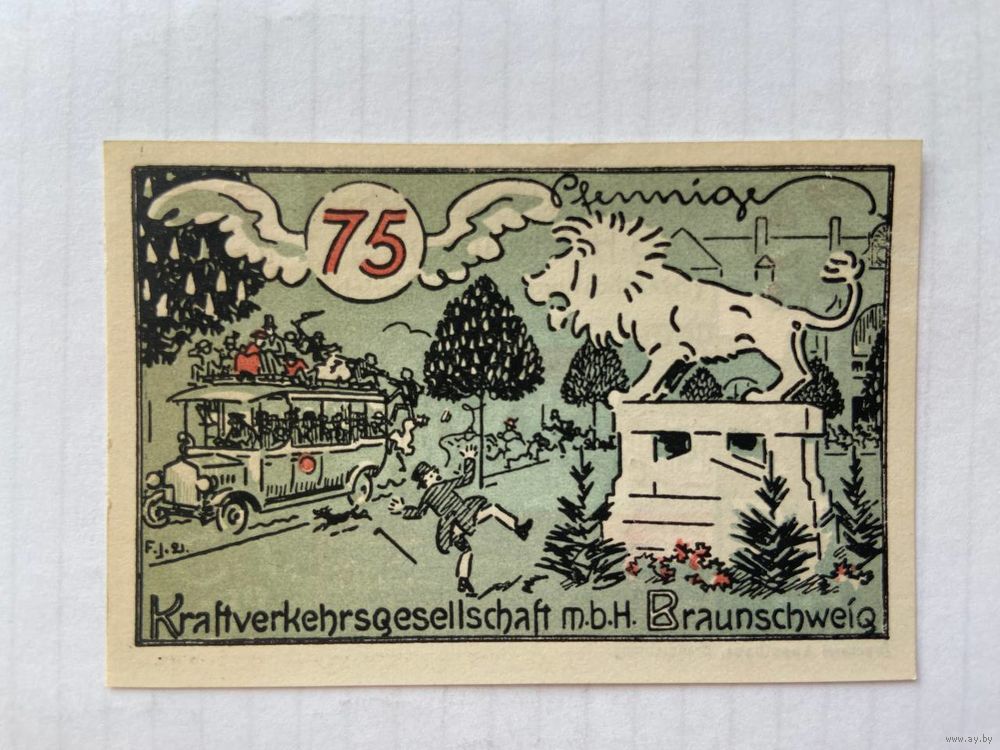 75 Pfennige
F.J.21.
Kraftverkehrsgesellschaft m.b.H. Braunschweig
www.ay.by